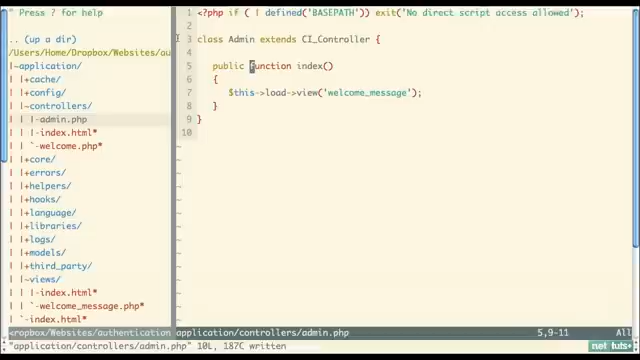 " Press ? for help
.. (up a dir)
/Users/Home/Dropbox/Websites/au
~application/
| |+cache/
| |+config/
| |~controllers/
| | |-admin.php
| | |-index.html*
| | `-welcome.php*
| |+core/
| |+errors/
| |+helpers/
| |+hooks/
| |+language/
| |+libraries/
| |+logs/
| |+models/
| |+third_party/
| |~views/
| | |-index.html*
| | `-welcome_message.php*
| `-index.html*
<ropbox/Websites/authentication
1 <?php if ( ! defined('BASEPATH')) exit('No direct script access allowed');
2
3 class Admin extends CI_Controller {
4
5 public function index()
6 {
7 $this->load->view('welcome_message');
8 }
9 }
10
~
~
~
~
~
~
~
~
~
~
~
~
~
~
application/controllers/admin.php 5,9-11 All
"application/controllers/admin.php" 10L, 187C written
net tuts+